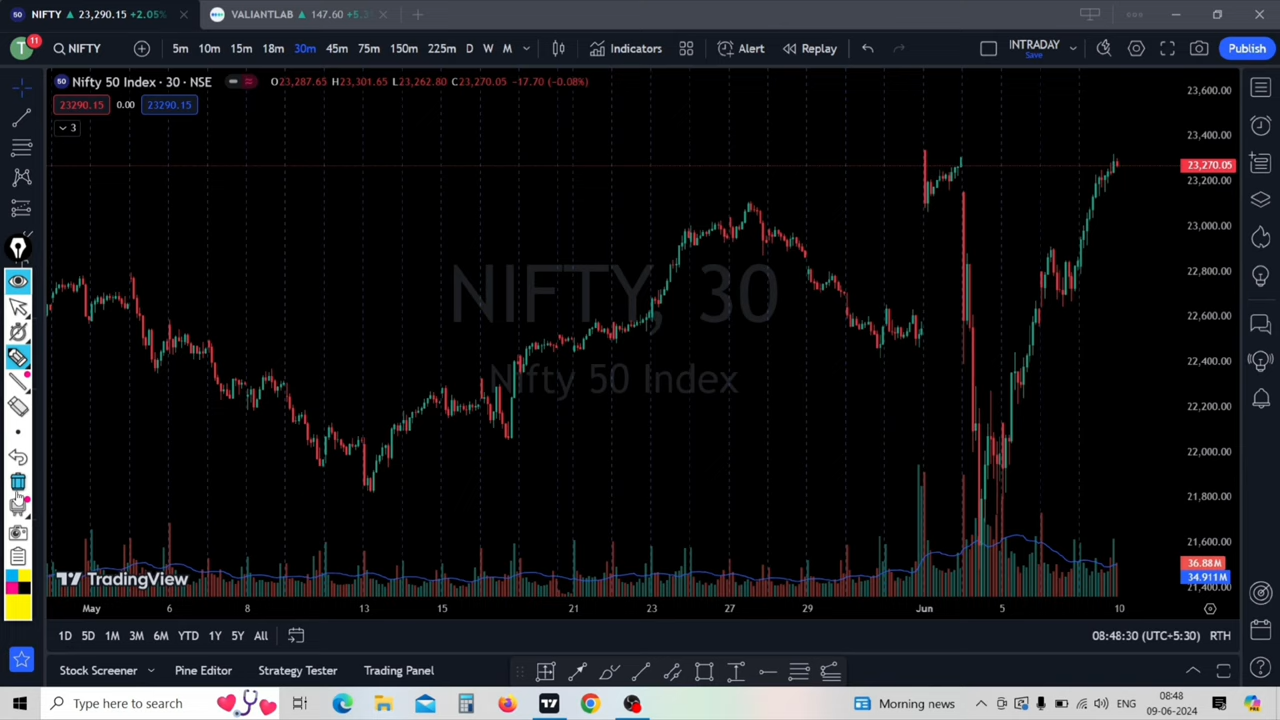 NIFTY ▲ 23,290.15 +2.05%
VALIANTLAB ▲ 147.60 +5.3
T 11 NIFTY 5m 10m 15m 18m 30m 45m 75m 150m 225m D W M Indicators Alert Replay INTRADAY Save Publish
50 Nifty 50 Index · 30 · NSE O23,287.65 H23,301.65 L23,262.80 C23,270.05 -17.70 (-0.08%)
23290.15 0.00 23290.15
3
23,600.00
23,400.00
23,270.05
23,200.00
23,000.00
22,800.00
22,600.00
22,400.00
22,200.00
22,000.00
21,800.00
21,600.00
36.88M
34.911M
21,400.00
NIFTY, 30
Nifty 50 Index
TradingView
May 6 8 13 15 21 23 27 29 Jun 5 10
1D 5D 1M 3M 6M YTD 1Y 5Y All 08:48:30 (UTC+5:30) RTH
Stock Screener Pine Editor Strategy Tester Trading Panel
Type here to search Morning news ENG 08:48
09-06-2024